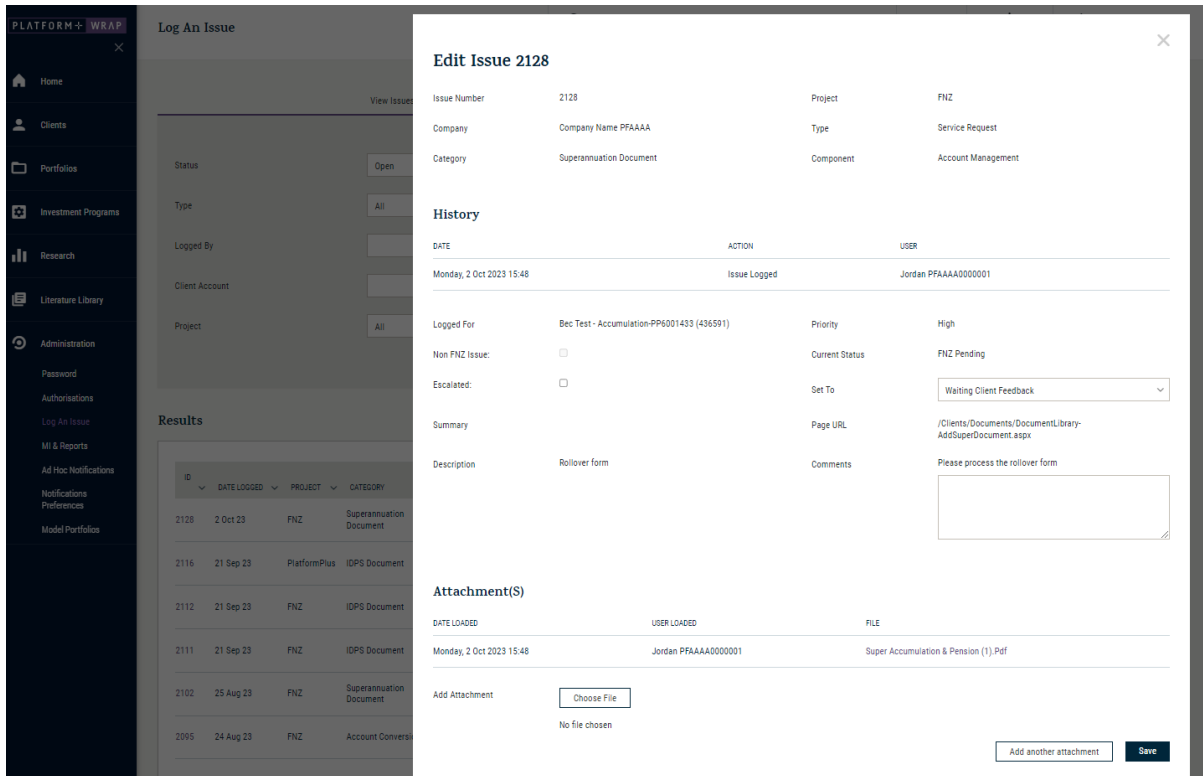 PLATFORM+ WRAP
Home
Clients
Portfolios
Investment Programs
Research
Literature Library
Administration
Password
Authorisations
Log An Issue
MI & Reports
Ad Hoc Notifications
Notifications
Preferences
Model Portfolios
Log An Issue
View Issues
Status Open
Type All
Logged By
Client Account
Project All
Results
ID DATE LOGGED PROJECT CATEGORY
2128 2 Oct 23 FNZ Superannuation
Document
2116 21 Sep 23 PlatformPlus IDPS Document
2112 21 Sep 23 FNZ IDPS Document
2111 21 Sep 23 FNZ IDPS Document
2102 25 Aug 23 FNZ Superannuation
Document
2095 24 Aug 23 FNZ Account
Edit Issue 2128
Issue Number 2128 Project FNZ
Company Company Name PFAAAA Type Service Request
Category Superannuation Document Component Account Management
History
DATE ACTION USER
Monday, 2 Oct 2023 15:48 Issue Logged Jordan PFAAAA0000001
Logged For Bec Test - Accumulation-PP6001433 (436591) Priority High
Non FNZ Issue: Current Status FNZ Pending
Escalated: Set To Waiting Client Feedback
Summary Page URL /Clients/Documents/DocumentLibrary-
AddSuperDocument.aspx
Description Rollover form Comments Please process the rollover form
Attachment(S)
DATE LOADED USER LOADED FILE
Monday, 2 Oct 2023 15:48 Jordan PFAAAA0000001 Super Accumulation & Pension (1).Pdf
Add Attachment Choose File
No file chosen
Add another attachment Save